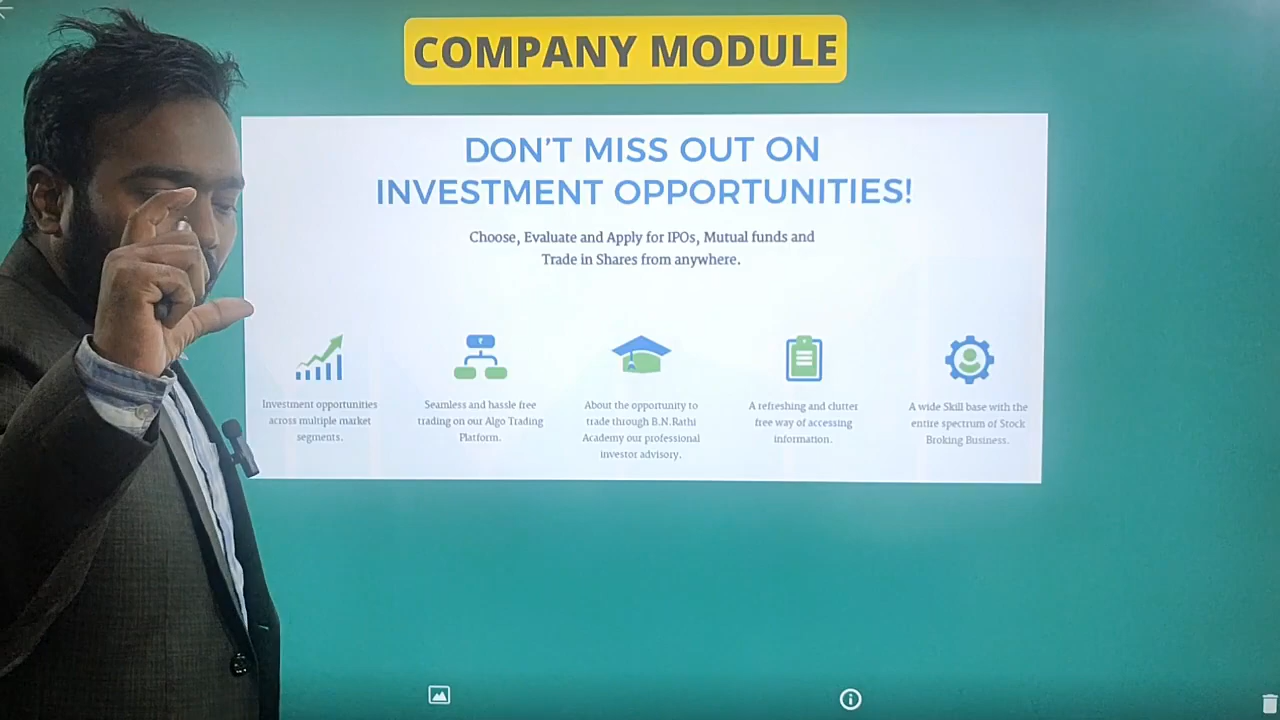 COMPANY MODULE
DON'T MISS OUT ON
INVESTMENT OPPORTUNITIES!
Choose, Evaluate and Apply for IPOs, Mutual funds and
Trade in Shares from anywhere.
Investment opportunities
across multiple market
segments.
Seamless and hassle free
trading on our Algo Trading
Platform.
About the opportunity to
trade through B.N.Rathi
Academy our professional
investor advisory.
A refreshing and clutter
free way of accessing
information.
A wide Skill base with the
entire spectrum of Stock
Broking Business.